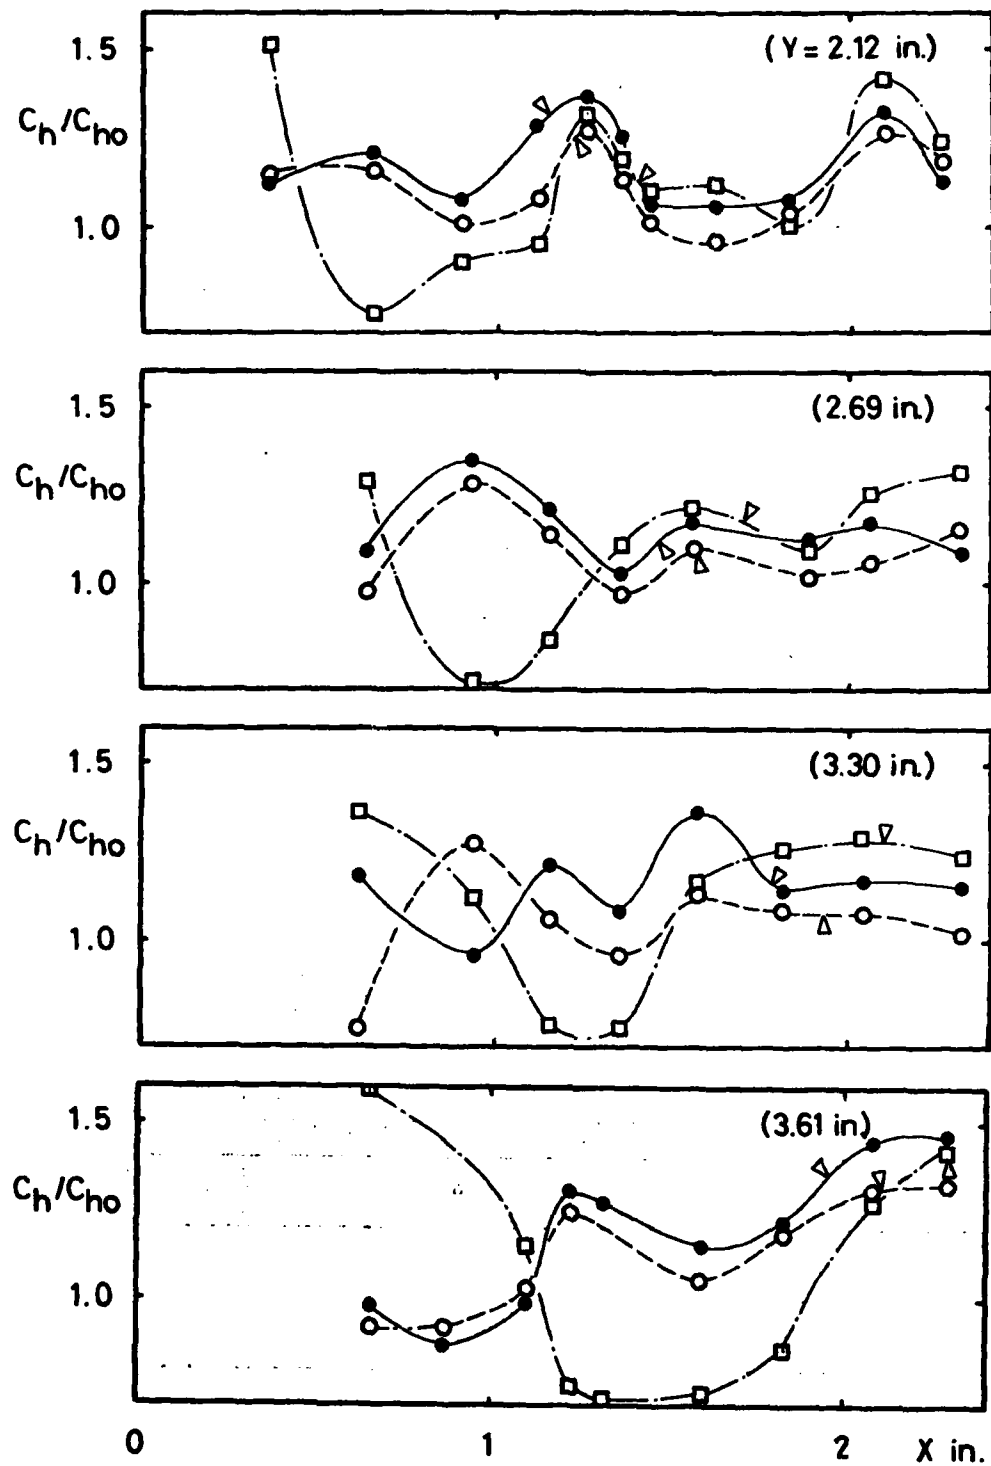 1.5
(Y = 2.12 in.)
Ch/Cho
1.0
1.5
(2.69 in.)
Ch/Cho
1.0
1.5
(3.30 in.)
Ch/Cho
1.0
1.5
(3.61 in.)
Ch/Cho
1.0
0 1 2 X in.